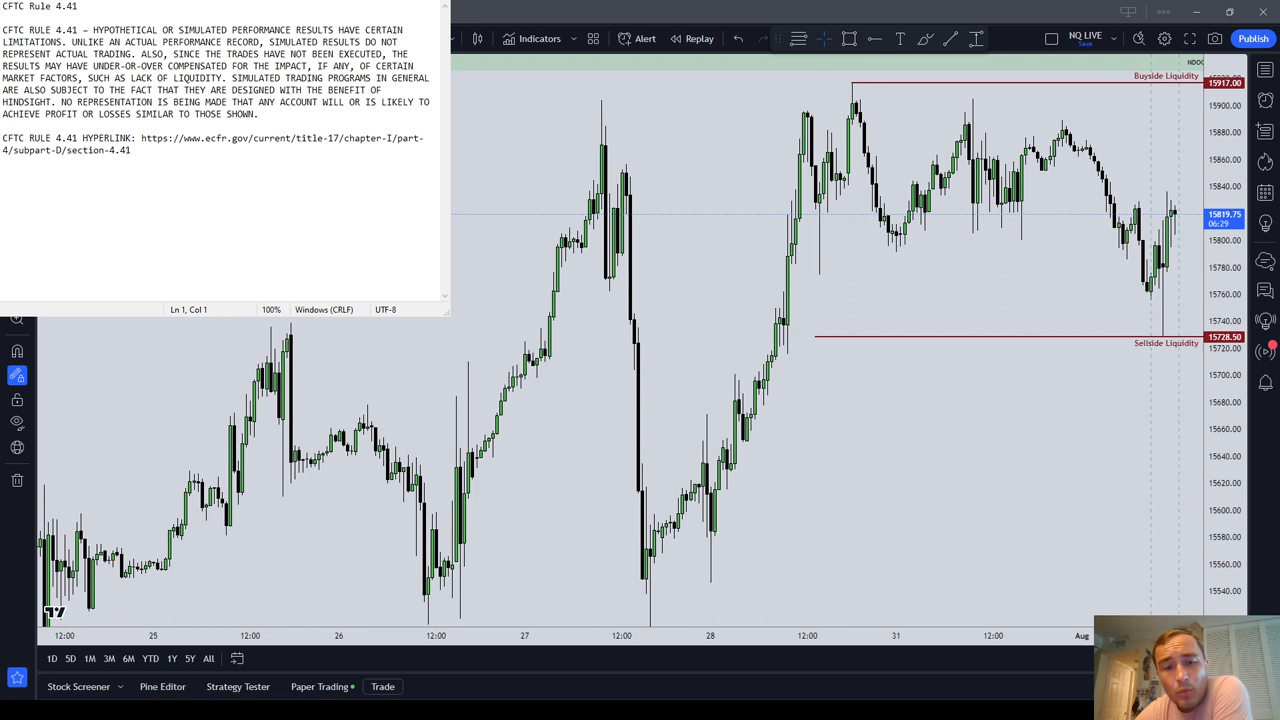 CFTC Rule 4.41
CFTC RULE 4.41 – HYPOTHETICAL OR SIMULATED PERFORMANCE RESULTS HAVE CERTAIN
LIMITATIONS. UNLIKE AN ACTUAL PERFORMANCE RECORD, SIMULATED RESULTS DO NOT
REPRESENT ACTUAL TRADING. ALSO, SINCE THE TRADES HAVE NOT BEEN EXECUTED, THE
RESULTS MAY HAVE UNDER-OR-OVER COMPENSATED FOR THE IMPACT, IF ANY, OF CERTAIN
MARKET FACTORS, SUCH AS LACK OF LIQUIDITY. SIMULATED TRADING PROGRAMS IN GENERAL
ARE ALSO SUBJECT TO THE FACT THAT THEY ARE DESIGNED WITH THE BENEFIT OF
HINDSIGHT. NO REPRESENTATION IS BEING MADE THAT ANY ACCOUNT WILL OR IS LIKELY TO
ACHIEVE PROFIT OR LOSSES SIMILAR TO THOSE SHOWN.
CFTC RULE 4.41 HYPERLINK: https://www.ecfr.gov/current/title-17/chapter-I/part-
4/subpart-D/section-4.41
Ln 1, Col 1 100% Windows (CRLF) UTF-8
Indicators Alert Replay NQ LIVE Save Publish
Buyside Liquidity
15917.00
15900.00
15880.00
15860.00
15840.00
15819.75
06:29
15800.00
15780.00
15760.00
15740.00
15728.50
Sellside Liquidity
15720.00
15700.00
15680.00
15660.00
15640.00
15620.00
15600.00
15580.00
15560.00
15540.00
12:00 25 12:00 26 12:00 27 12:00 28 12:00 31 12:00 Aug
1D 5D 1M 3M 6M YTD 1Y 5Y All
Stock Screener Pine Editor Strategy Tester Paper Trading Trade